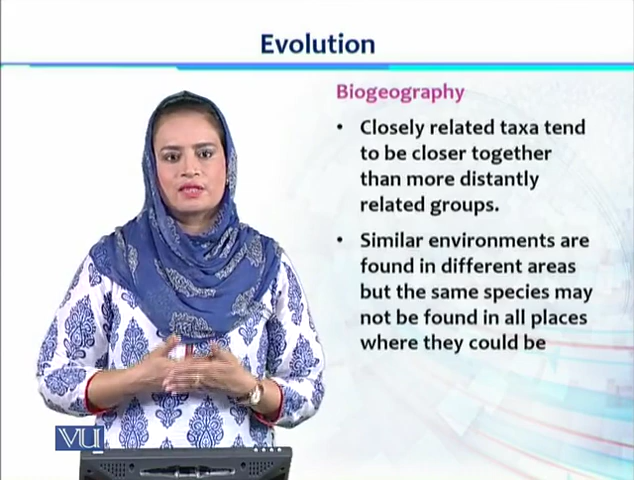 Evolution
Biogeography
• Closely related taxa tend
to be closer together
than more distantly
related groups.
• Similar environments are
found in different areas
but the same species may
not be found in all places
where they could be
VU